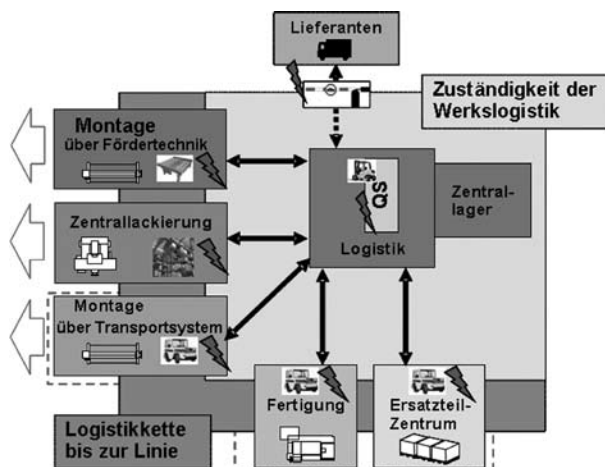 Lieferanten
Zuständigkeit der
Werkslogistik
Montage
über Fördertechnik
QS
Zentral-
lager
Logistik
Zentrallackierung
Montage
über Transportsystem
Fertigung
Ersatzteil-
Zentrum
Logistikkette
bis zur Linie